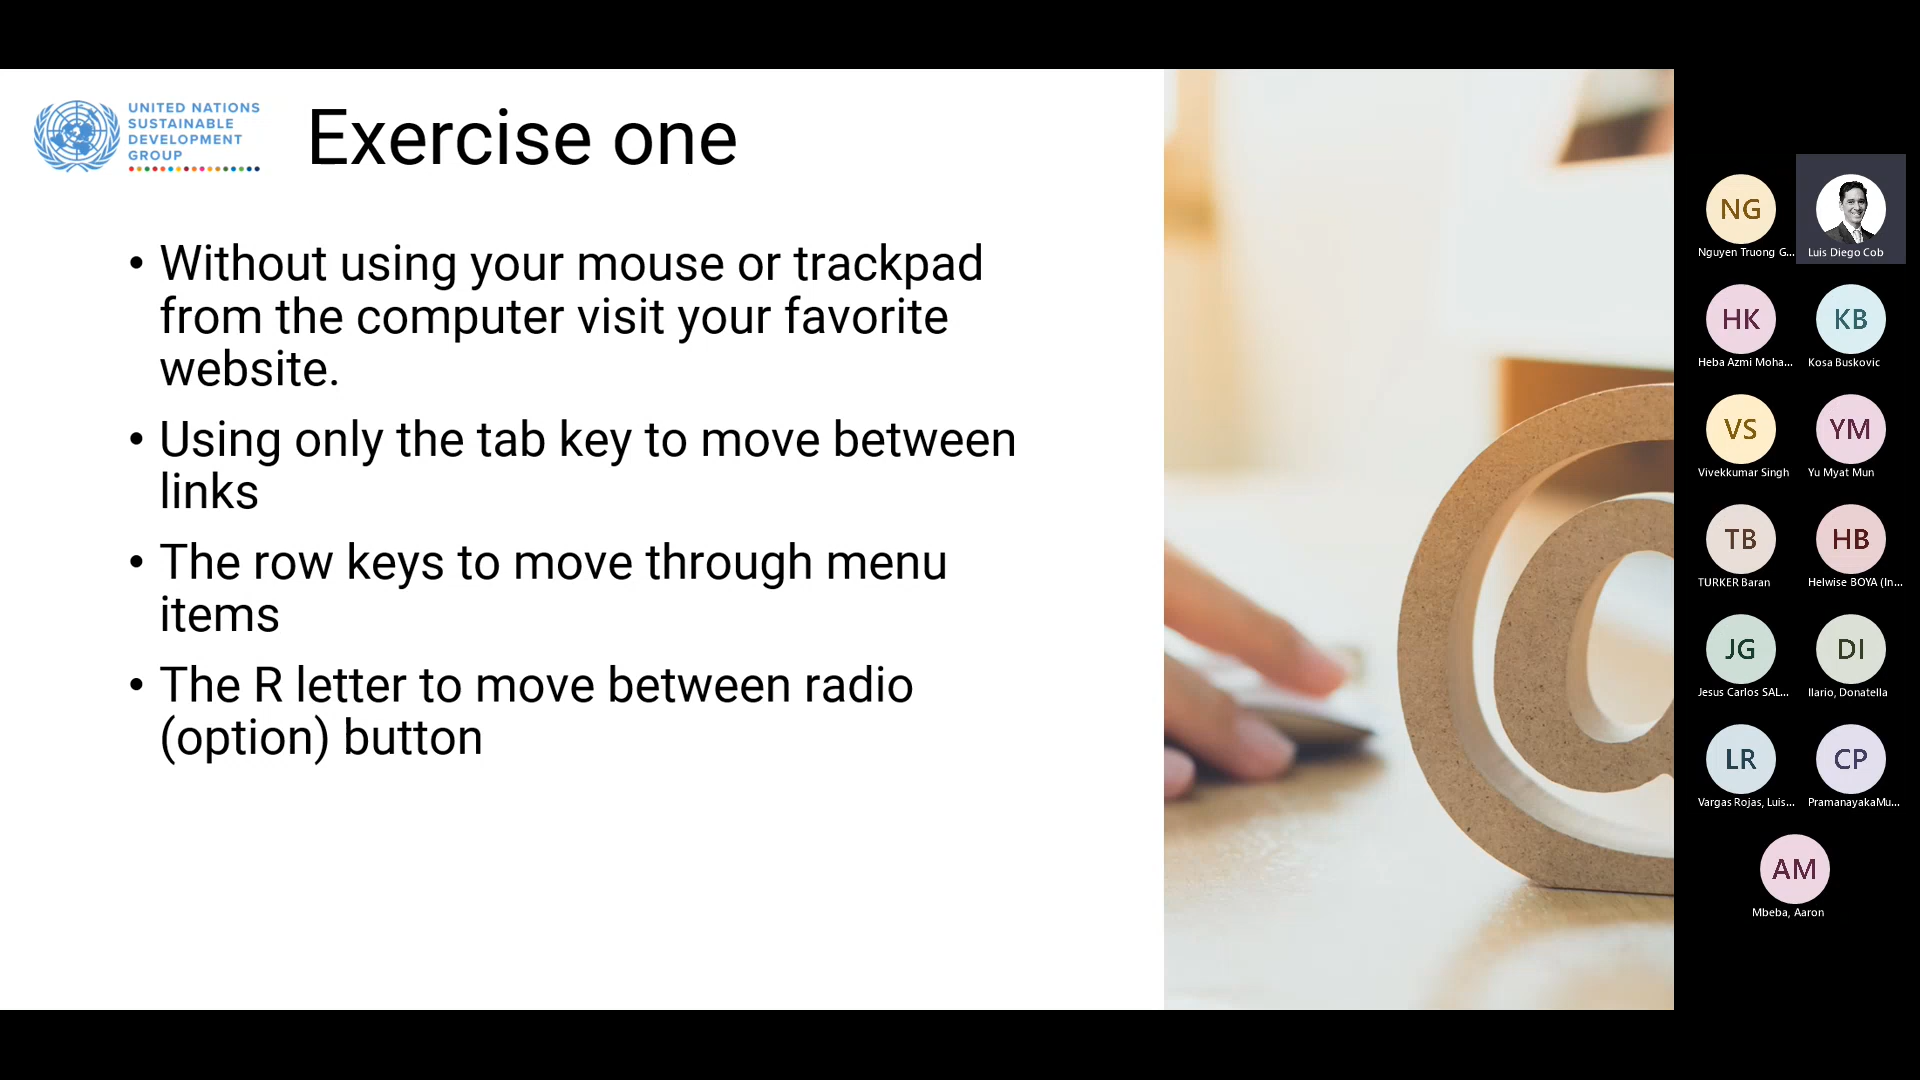 UNITED NATIONS
SUSTAINABLE
DEVELOPMENT
GROUP
Exercise one
• Without using your mouse or trackpad
from the computer visit your favorite
website.
• Using only the tab key to move between
links
• The row keys to move through menu
items
• The R letter to move between radio
(option) button
NG
Nguyen Truong G...
Luis Diego Cob
HK
Heba Azmi Moha...
KB
Kosa Buskovic
VS
Vivekkumar Singh
YM
Yu Myat Mun
TB
TURKER Baran
HB
Helwise BOYA (In...
JG
Jesus Carlos SAL...
DI
Ilario, Donatella
LR
Vargas Rojas, Luis...
CP
PramanayakaMu...
AM
Mbeba, Aaron